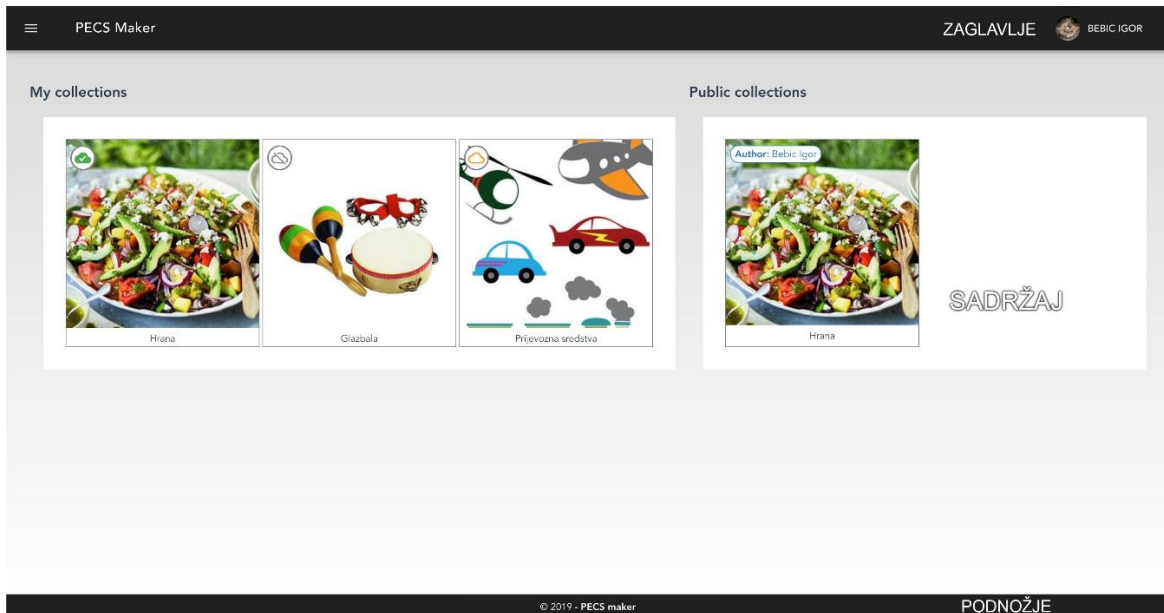 PECS Maker
ZAGLAVLJE
BEBIC IGOR
My collections
Public collections
Author: Bebic Igor
Hrana
Glazbala
Prijevozna sredstva
Hrana
SADRŽAJ
© 2019 - PECS maker
PODNOŽJE